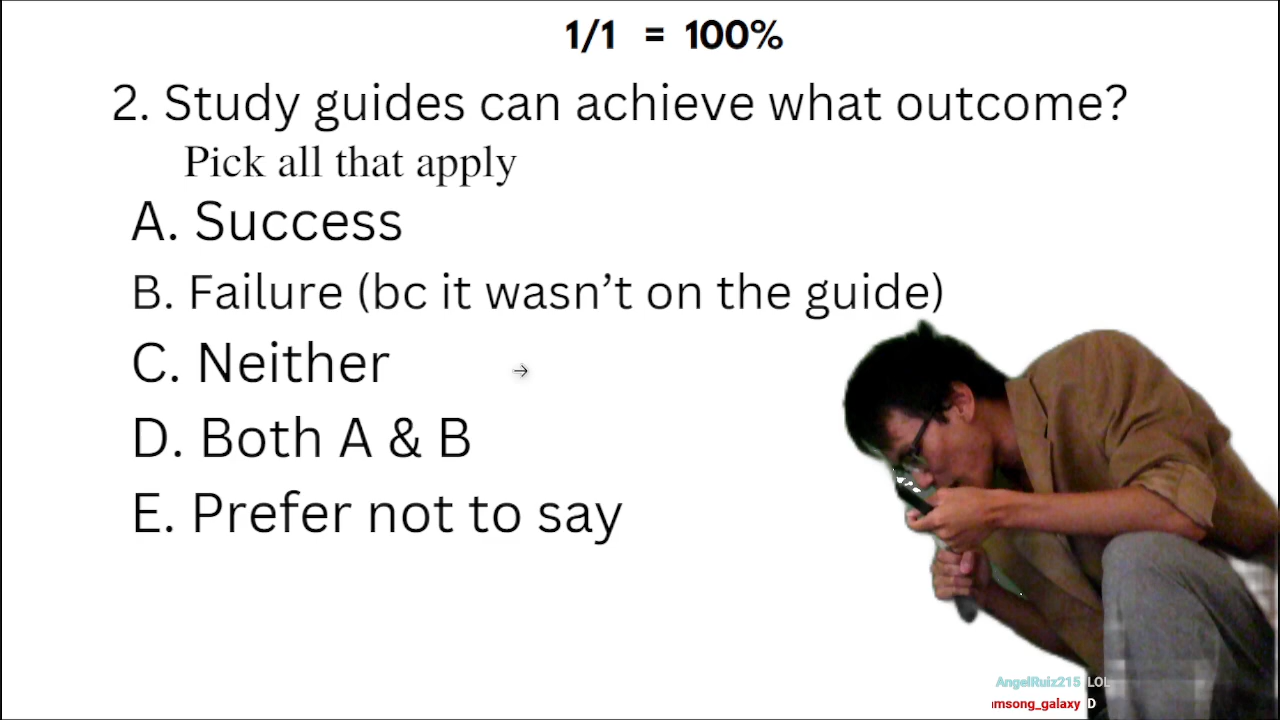 1/1 = 100%
2. Study guides can achieve what outcome?
Pick all that apply
A. Success
B. Failure (bc it wasn't on the guide)
C. Neither
D. Both A & B
E. Prefer not to say
AngelRuiz215 LOL
msong_galaxy D